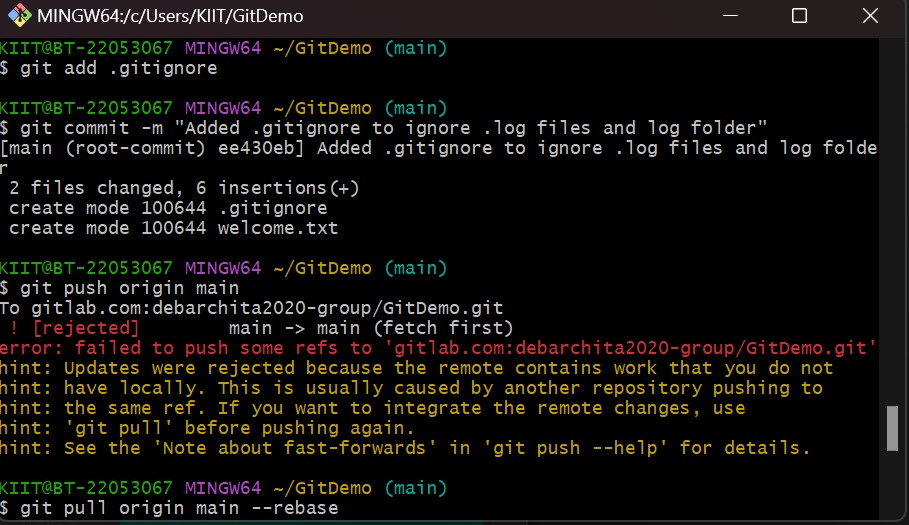 MINGW64:/c/Users/KIIT/GitDemo
KIIT@BT-22053067 MINGW64 ~/GitDemo (main)
$ git add .gitignore
KIIT@BT-22053067 MINGW64 ~/GitDemo (main)
$ git commit -m "Added .gitignore to ignore .log files and log folder"
[main (root-commit) ee430eb] Added .gitignore to ignore .log files and log folde
r
 2 files changed, 6 insertions(+)
 create mode 100644 .gitignore
 create mode 100644 welcome.txt
KIIT@BT-22053067 MINGW64 ~/GitDemo (main)
$ git push origin main
To gitlab.com:debarchita2020-group/GitDemo.git
 ! [rejected]        main -> main (fetch first)
error: failed to push some refs to 'gitlab.com:debarchita2020-group/GitDemo.git'
hint: Updates were rejected because the remote contains work that you do not
hint: have locally. This is usually caused by another repository pushing to
hint: the same ref. If you want to integrate the remote changes, use
hint: 'git pull' before pushing again.
hint: See the 'Note about fast-forwards' in 'git push --help' for details.
KIIT@BT-22053067 MINGW64 ~/GitDemo (main)
$ git pull origin main --rebase